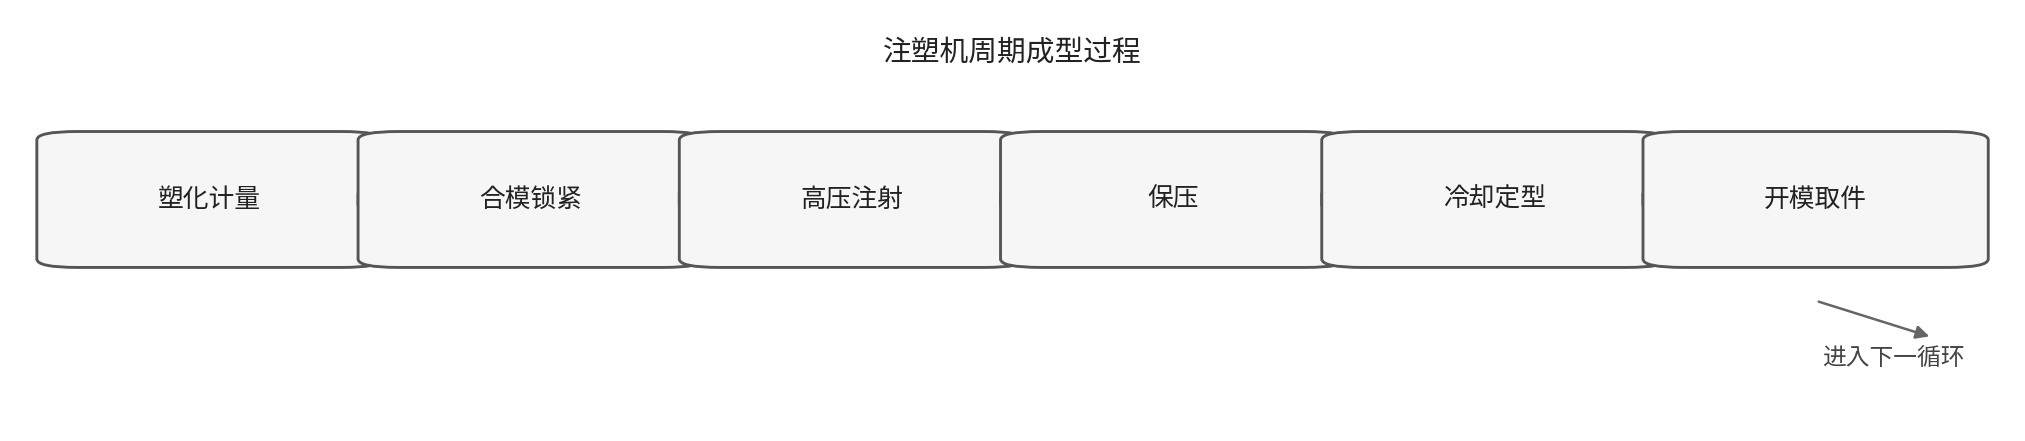 注塑机周期成型过程
塑化计量
合模锁紧
高压注射
保压
冷却定型
开模取件
进入下一循环